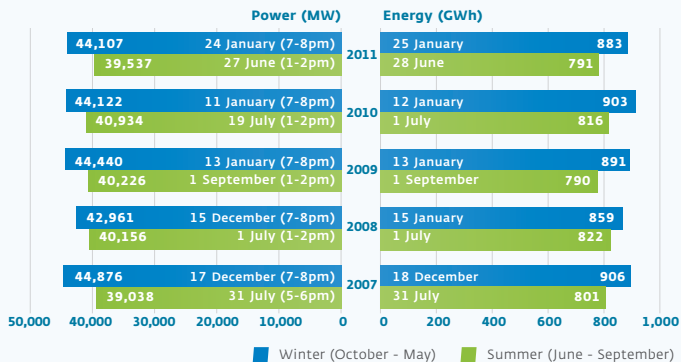 Power (MW) Energy (GWh)
44,107 24 January (7-8pm) 2011 25 January 883
39,537 27 June (1-2pm) 28 June 791
44,122 11 January (7-8pm) 2010 12 January 903
40,934 19 July (1-2pm) 1 July 816
44,440 13 January (7-8pm) 2009 13 January 891
40,226 1 September (1-2pm) 1 September 790
42,961 15 December (7-8pm) 2008 15 January 859
40,156 1 July (1-2pm) 1 July 822
44,876 17 December (7-8pm) 2007 18 December 906
39,038 31 July (5-6pm) 31 July 801
50,000 40,000 30,000 20,000 10,000 0 0 200 400 600 800 1,000
Winter (October - May) Summer (June - September)